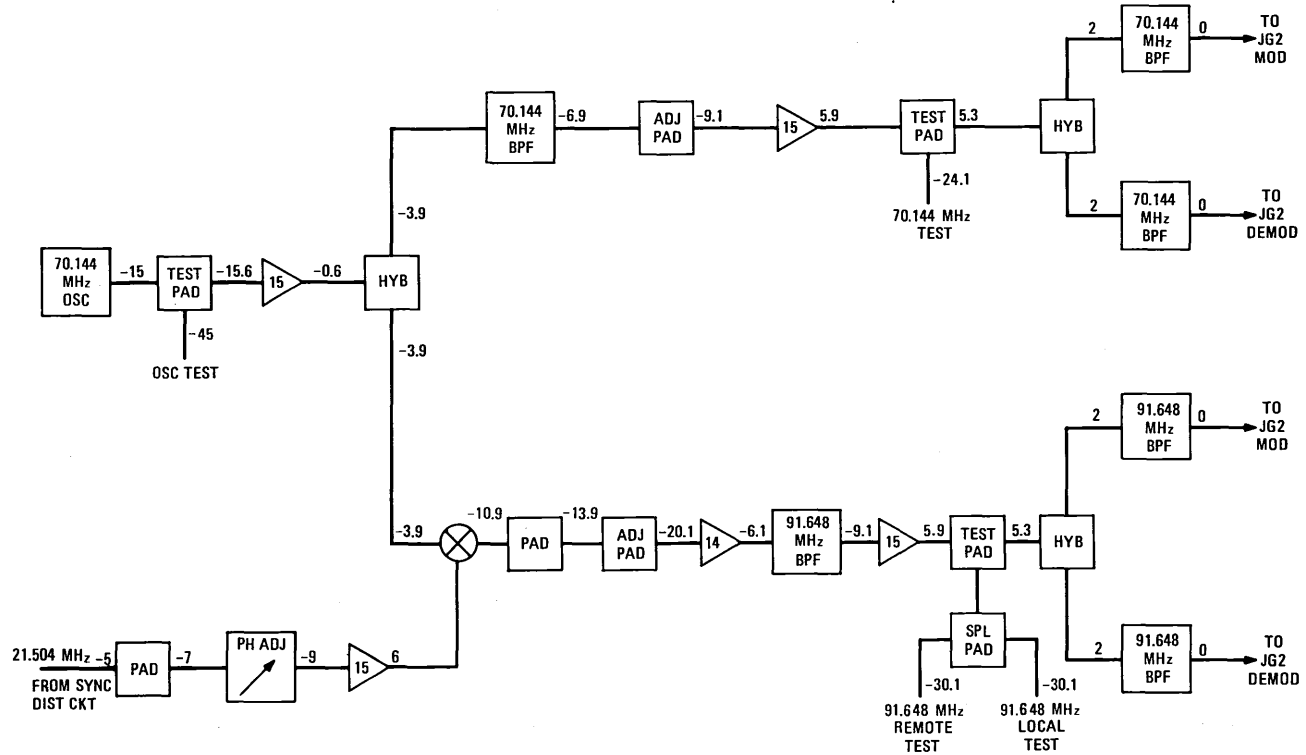 70.144
MHz
BPF
2
0
TO
JG2
MOD
70.144
MHz
BPF
-6.9
ADJ
PAD
-9.1
15
5.9
TEST
PAD
5.3
HYB
-24.1
70.144 MHz
TEST
2
70.144
MHz
BPF
0
TO
JG2
DEMOD
-3.9
70.144
MHz
OSC
-15
TEST
PAD
-15.6
15
-0.6
HYB
-45
OSC TEST
-3.9
2
91.648
MHz
BPF
0
TO
JG2
MOD
-3.9
-10.9
PAD
-13.9
ADJ
PAD
-20.1
14
-6.1
91.648
MHz
BPF
-9.1
15
5.9
TEST
PAD
5.3
HYB
SPL
PAD
-30.1
-30.1
91.648 MHz
REMOTE
TEST
91.648 MHz
LOCAL
TEST
2
91.648
MHz
BPF
0
TO
JG2
DEMOD
21.504 MHz
-5
FROM SYNC
DIST CKT
PAD
-7
PH ADJ
-9
15
6